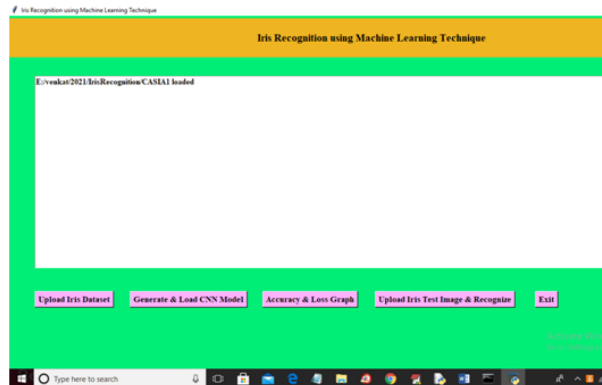 Iris Recognition using Machine Learning Technique
Iris Recognition using Machine Learning Technique
E:/venkat/2021/IrisRecognition/CASIA1 loaded
Upload Iris Dataset Generate & Load CNN Model Accuracy & Loss Graph Upload Iris Test Image & Recognize Exit
Type here to search